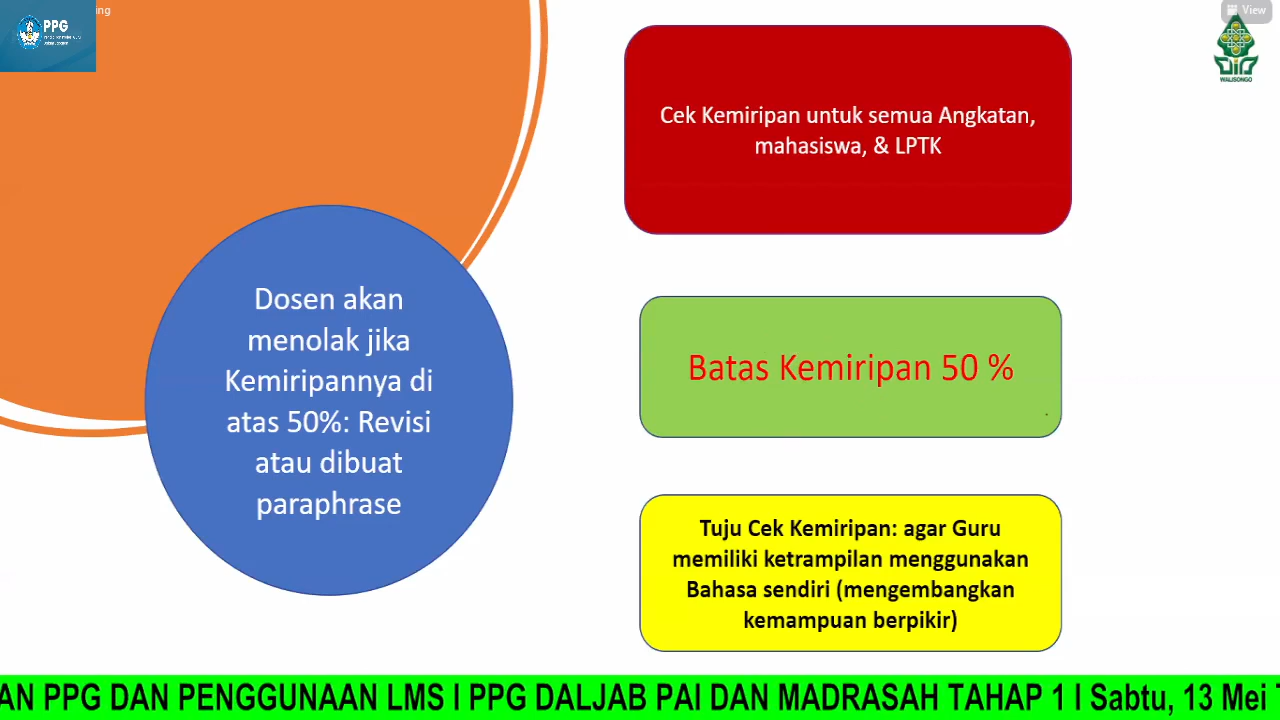 PPG
ing
View
WALISONGO
Cek Kemiripan untuk semua Angkatan,
mahasiswa, & LPTK
Dosen akan
menolak jika
Kemiripannya di
atas 50%: Revisi
atau dibuat
paraphrase
Batas Kemiripan 50 %
Tuju Cek Kemiripan: agar Guru
memiliki ketrampilan menggunakan
Bahasa sendiri (mengembangkan
kemampuan berpikir)
AN PPG DAN PENGGUNAAN LMS I PPG DALJAB PAI DAN MADRASAH TAHAP 1 I Sabtu, 13 Mei